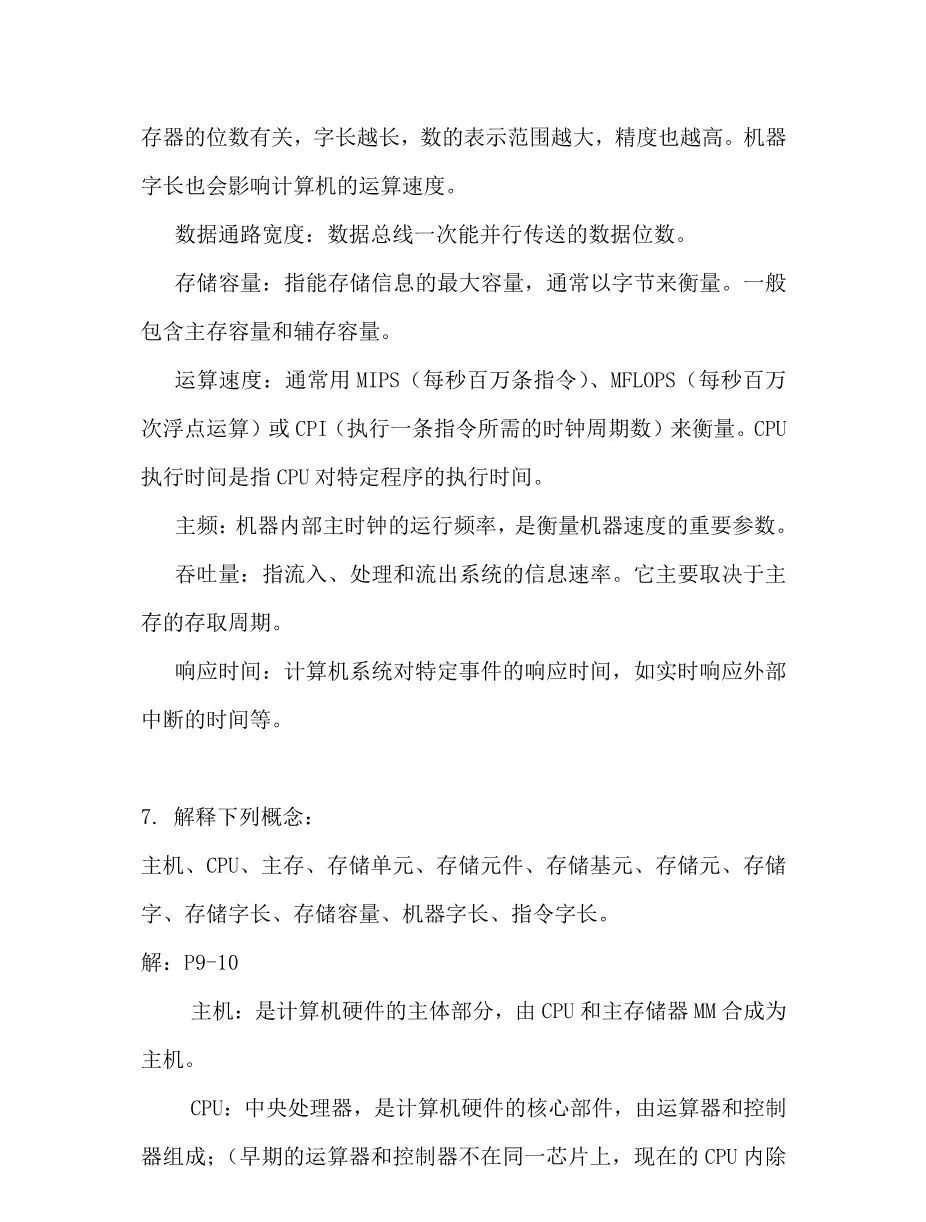 存器的位数有关，字长越长，数的表示范围越大，精度也越高。机器
字长也会影响计算机的运算速度。
数据通路宽度：数据总线一次能并行传送的数据位数。
存储容量：指能存储信息的最大容量，通常以字节来衡量。一般
包含主存容量和辅存容量。
运算速度：通常用 MIPS（每秒百万条指令）、MFLOPS（每秒百万
次浮点运算）或 CPI（执行一条指令所需的时钟周期数）来衡量。CPU
执行时间是指 CPU 对特定程序的执行时间。
主频：机器内部主时钟的运行频率，是衡量机器速度的重要参数。
吞吐量：指流入、处理和流出系统的信息速率。它主要取决于主
存的存取周期。
响应时间：计算机系统对特定事件的响应时间，如实时响应外部
中断的时间等。
7. 解释下列概念：
主机、CPU、主存、存储单元、存储元件、存储基元、存储元、存储
字、存储字长、存储容量、机器字长、指令字长。
解：P9-10
主机：是计算机硬件的主体部分，由 CPU 和主存储器 MM 合成为
主机。
CPU：中央处理器，是计算机硬件的核心部件，由运算器和控制
器组成；（早期的运算器和控制器不在同一芯片上，现在的 CPU 内除